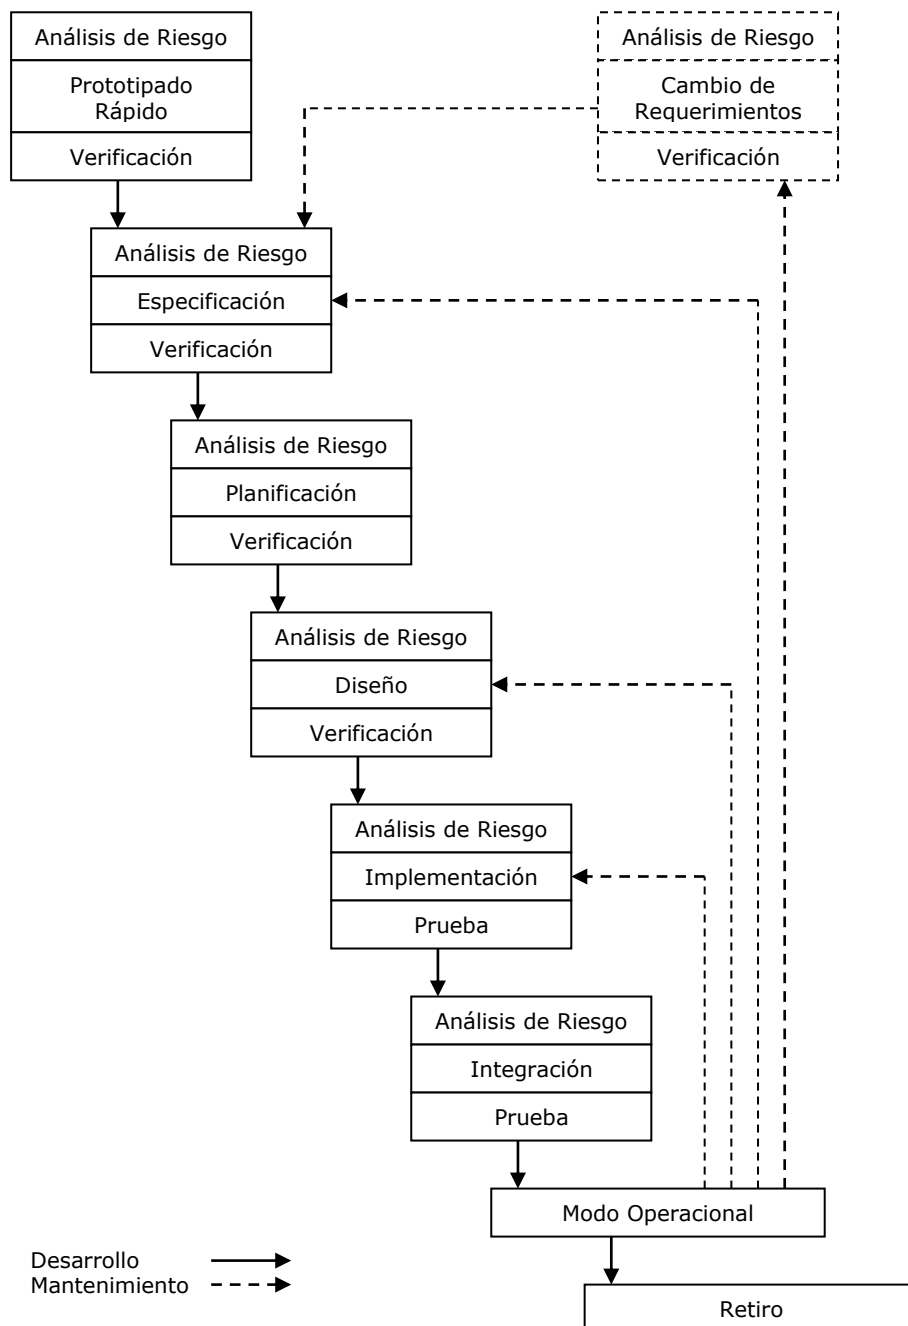 Análisis de Riesgo
Prototipado
Rápido
Verificación
Análisis de Riesgo
Cambio de
Requerimientos
Verificación
Análisis de Riesgo
Especificación
Verificación
Análisis de Riesgo
Planificación
Verificación
Análisis de Riesgo
Diseño
Verificación
Análisis de Riesgo
Implementación
Prueba
Análisis de Riesgo
Integración
Prueba
Modo Operacional
Desarrollo
Mantenimiento
Retiro